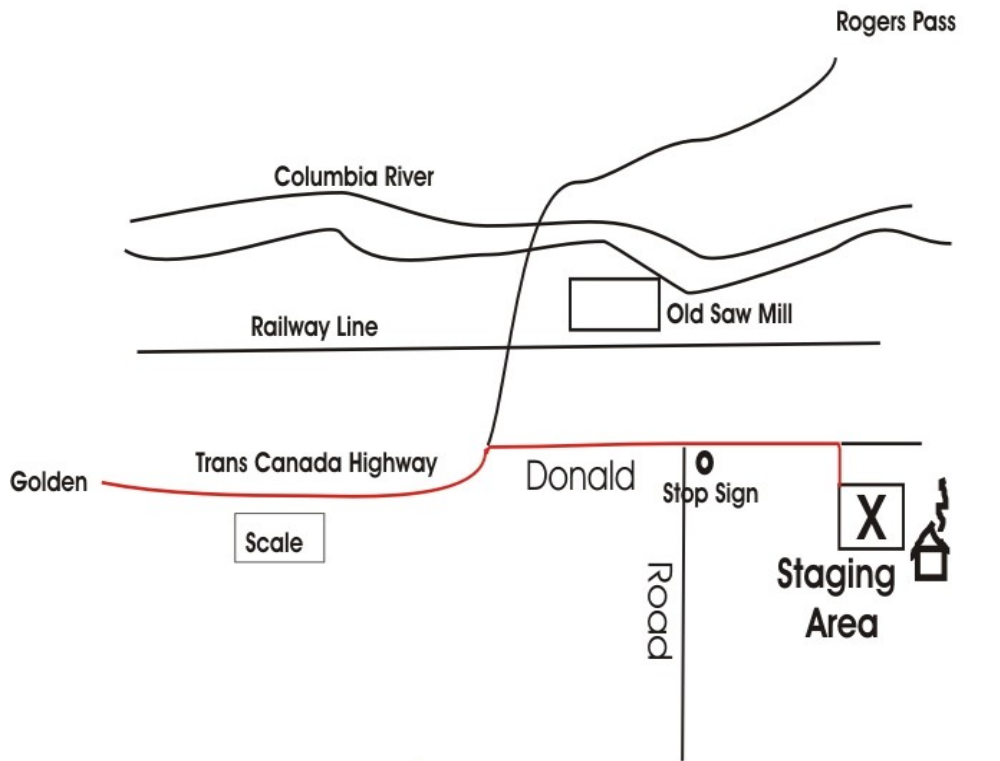 Rogers Pass
Columbia River
Old Saw Mill
Railway Line
Trans Canada Highway
Golden
Donald
Stop Sign
Scale
X
Staging
Area
Road